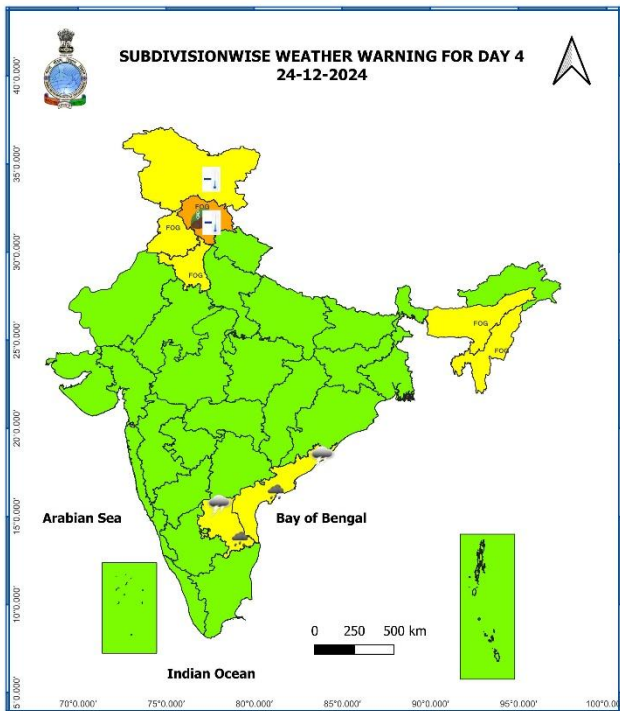 SUBDIVISIONWISE WEATHER WARNING FOR DAY 4
24-12-2024
40°0.000'
35°0.000'
FOG
FOG
30°0.000'
FOG
25°0.000'
FOG
FOG
20°0.000'
15°0.000'
Arabian Sea
Bay of Bengal
10°0.000'
0 250 500 km
Indian Ocean
5°0.000'
70°0.000' 75°0.000' 80°0.000' 85°0.000' 90°0.000' 95°0.000' 100°0.0